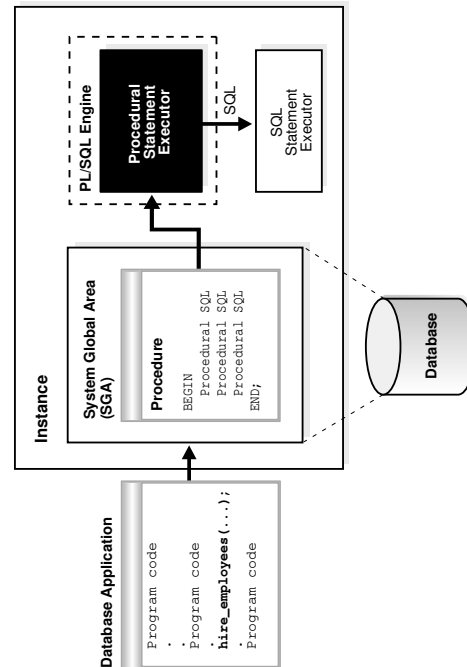 Database Application
Program code
.
.
Program code
.
hire_employees(...);
.
Program code
Instance
System Global Area
(SGA)
Procedure
BEGIN
Procedural SQL
Procedural SQL
Procedural SQL
END;
PL/SQL Engine
Procedural
Statement
Executor
SQL
SQL
Statement
Executor
Database